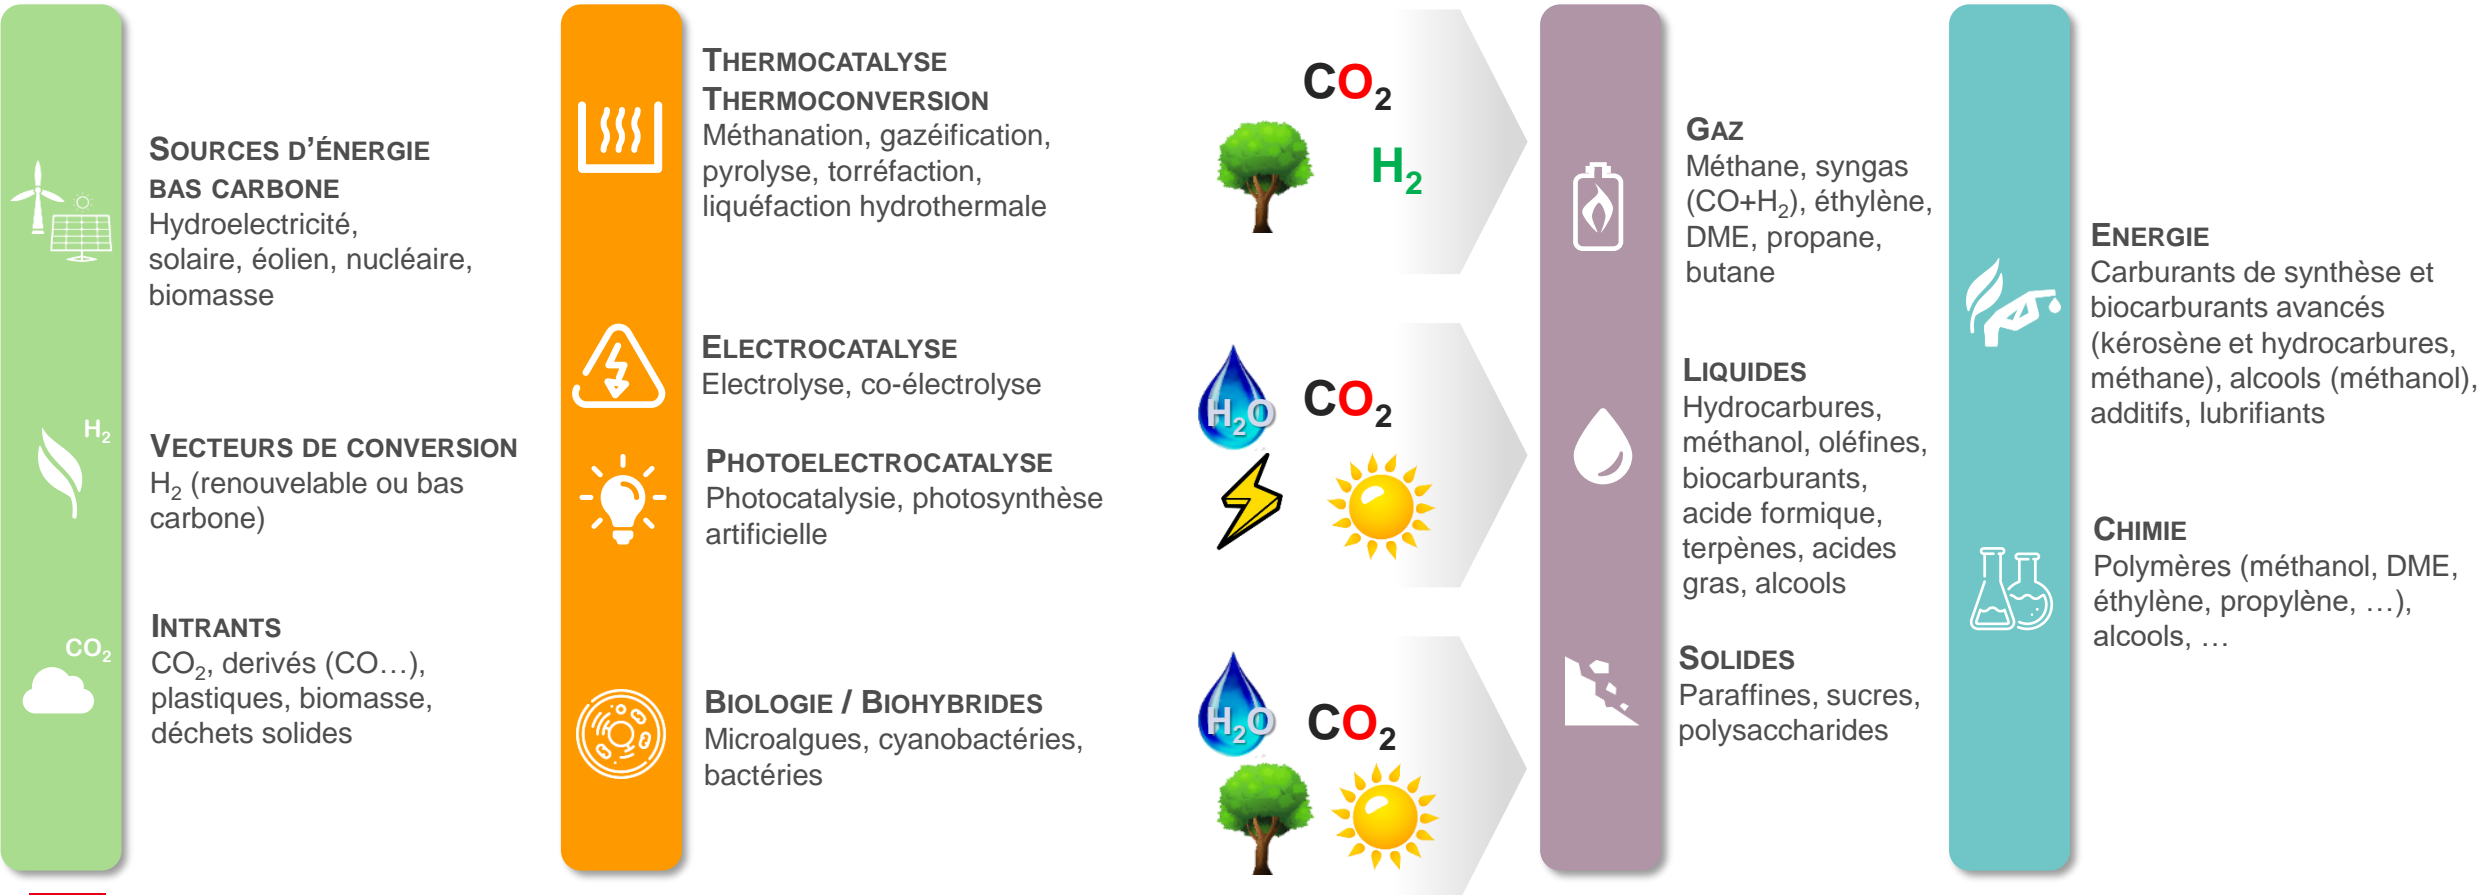 SOURCES D'ÉNERGIE
BAS CARBONE
Hydroelectricité,
solaire, éolien, nucléaire,
biomasse
H₂
VECTEURS DE CONVERSION
H₂ (renouvelable ou bas
carbone)
CO₂
INTRANTS
CO₂, derivés (CO…),
plastiques, biomasse,
déchets solides
THERMOCATALYSE
THERMOCONVERSION
Méthanation, gazéification,
pyrolyse, torréfaction,
liquéfaction hydrothermale
ELECTROCATALYSE
Electrolyse, co-électrolyse
PHOTOELECTROCATALYSE
Photocatalysie, photosynthèse
artificielle
BIOLOGIE / BIOHYBRIDES
Microalgues, cyanobactéries,
bactéries
CO₂
H₂
H₂O CO₂
H₂O CO₂
GAZ
Méthane, syngas
(CO+H₂), éthylène,
DME, propane,
butane
LIQUIDES
Hydrocarbures,
méthanol, oléfines,
biocarburants,
acide formique,
terpènes, acides
gras, alcools
SOLIDES
Paraffines, sucres,
polysaccharides
ENERGIE
Carburants de synthèse et
biocarburants avancés
(kérosène et hydrocarbures,
méthane), alcools (méthanol),
additifs, lubrifiants
CHIMIE
Polymères (méthanol, DME,
éthylène, propylène, …),
alcools, …